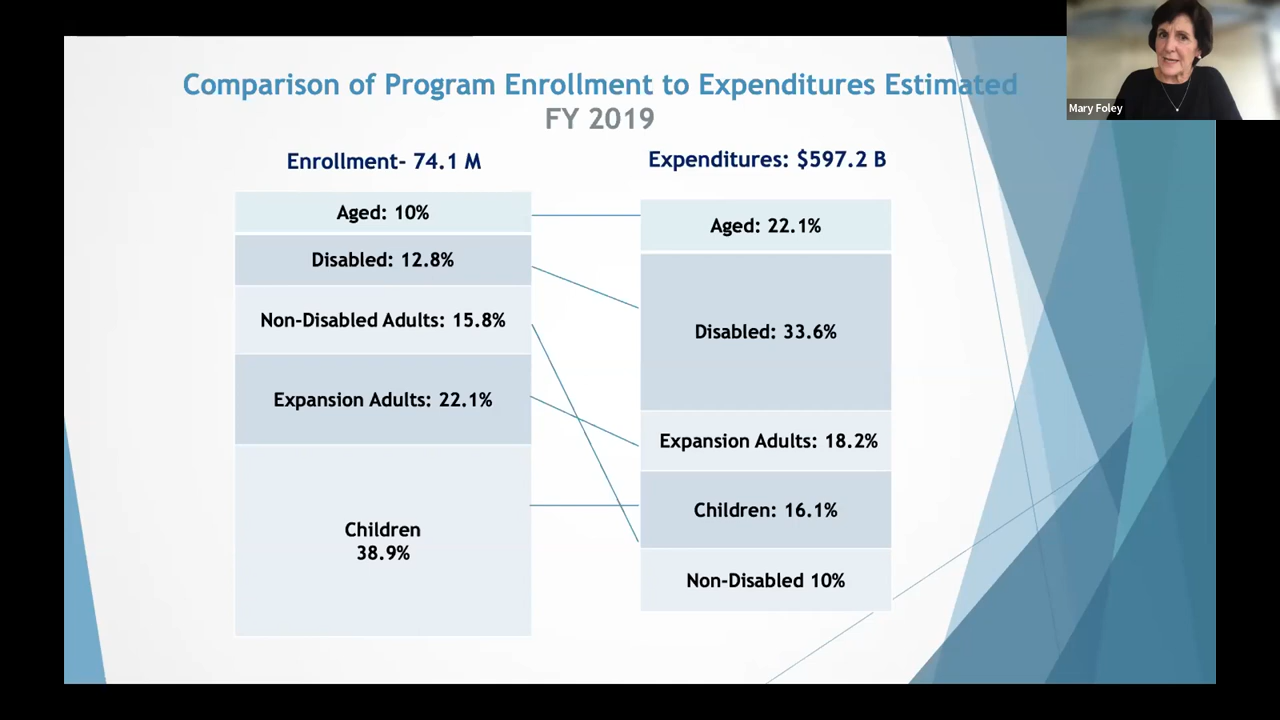 Comparison of Program Enrollment to Expenditures Estimated
FY 2019
Enrollment- 74.1 M
Aged: 10%
Disabled: 12.8%
Non-Disabled Adults: 15.8%
Expansion Adults: 22.1%
Children
38.9%
Expenditures: $597.2 B
Aged: 22.1%
Disabled: 33.6%
Expansion Adults: 18.2%
Children: 16.1%
Non-Disabled 10%
Mary Foley